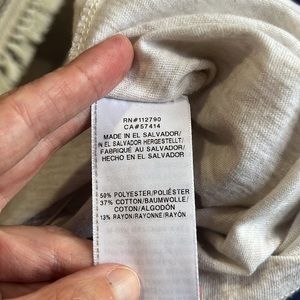 RN#112790
CA#57414
MADE IN EL SALVADOR/
IN EL SALVADOR HERGESTELLT/
FABRIQUÉ AU SALVADOR/
HECHO EN EL SALVADOR
50% POLYESTER/POLIÉSTER
37% COTTON/BAUMWOLLE/
COTON/ALGODÓN
13% RAYON/RAYONNE/RAYÓN